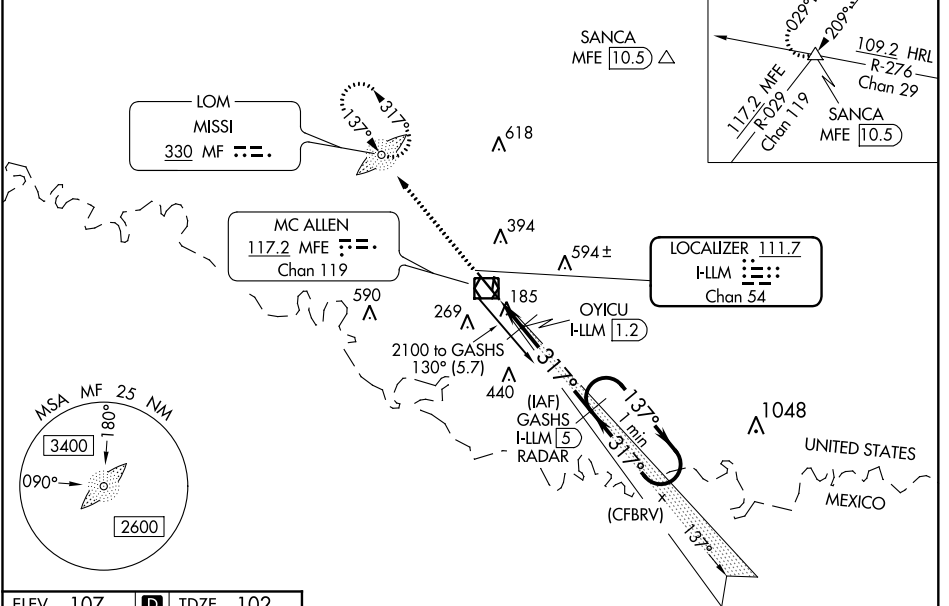 SANCA
MFE 10.5
029°
209°
109.2 HRL
R-276
Chan 29
117.2 MFE
R-029
Chan 119
SANCA
MFE 10.5
LOM
MISSI
330 MF
317°
137°
618
MC ALLEN
117.2 MFE
Chan 119
394
594±
LOCALIZER 111.7
I-LLM
Chan 54
590
269
185
OYICU
I-LLM 1.2
2100 to GASHS
130° (5.7)
440
317°
137°
1 min
317°
(IAF)
GASHS
I-LLM 5
RADAR
1048
UNITED STATES
MEXICO
(CFBRV)
137°
MSA MF 25 NM
180°
3400
090°
2600
ELEV 107 D TDZE 102